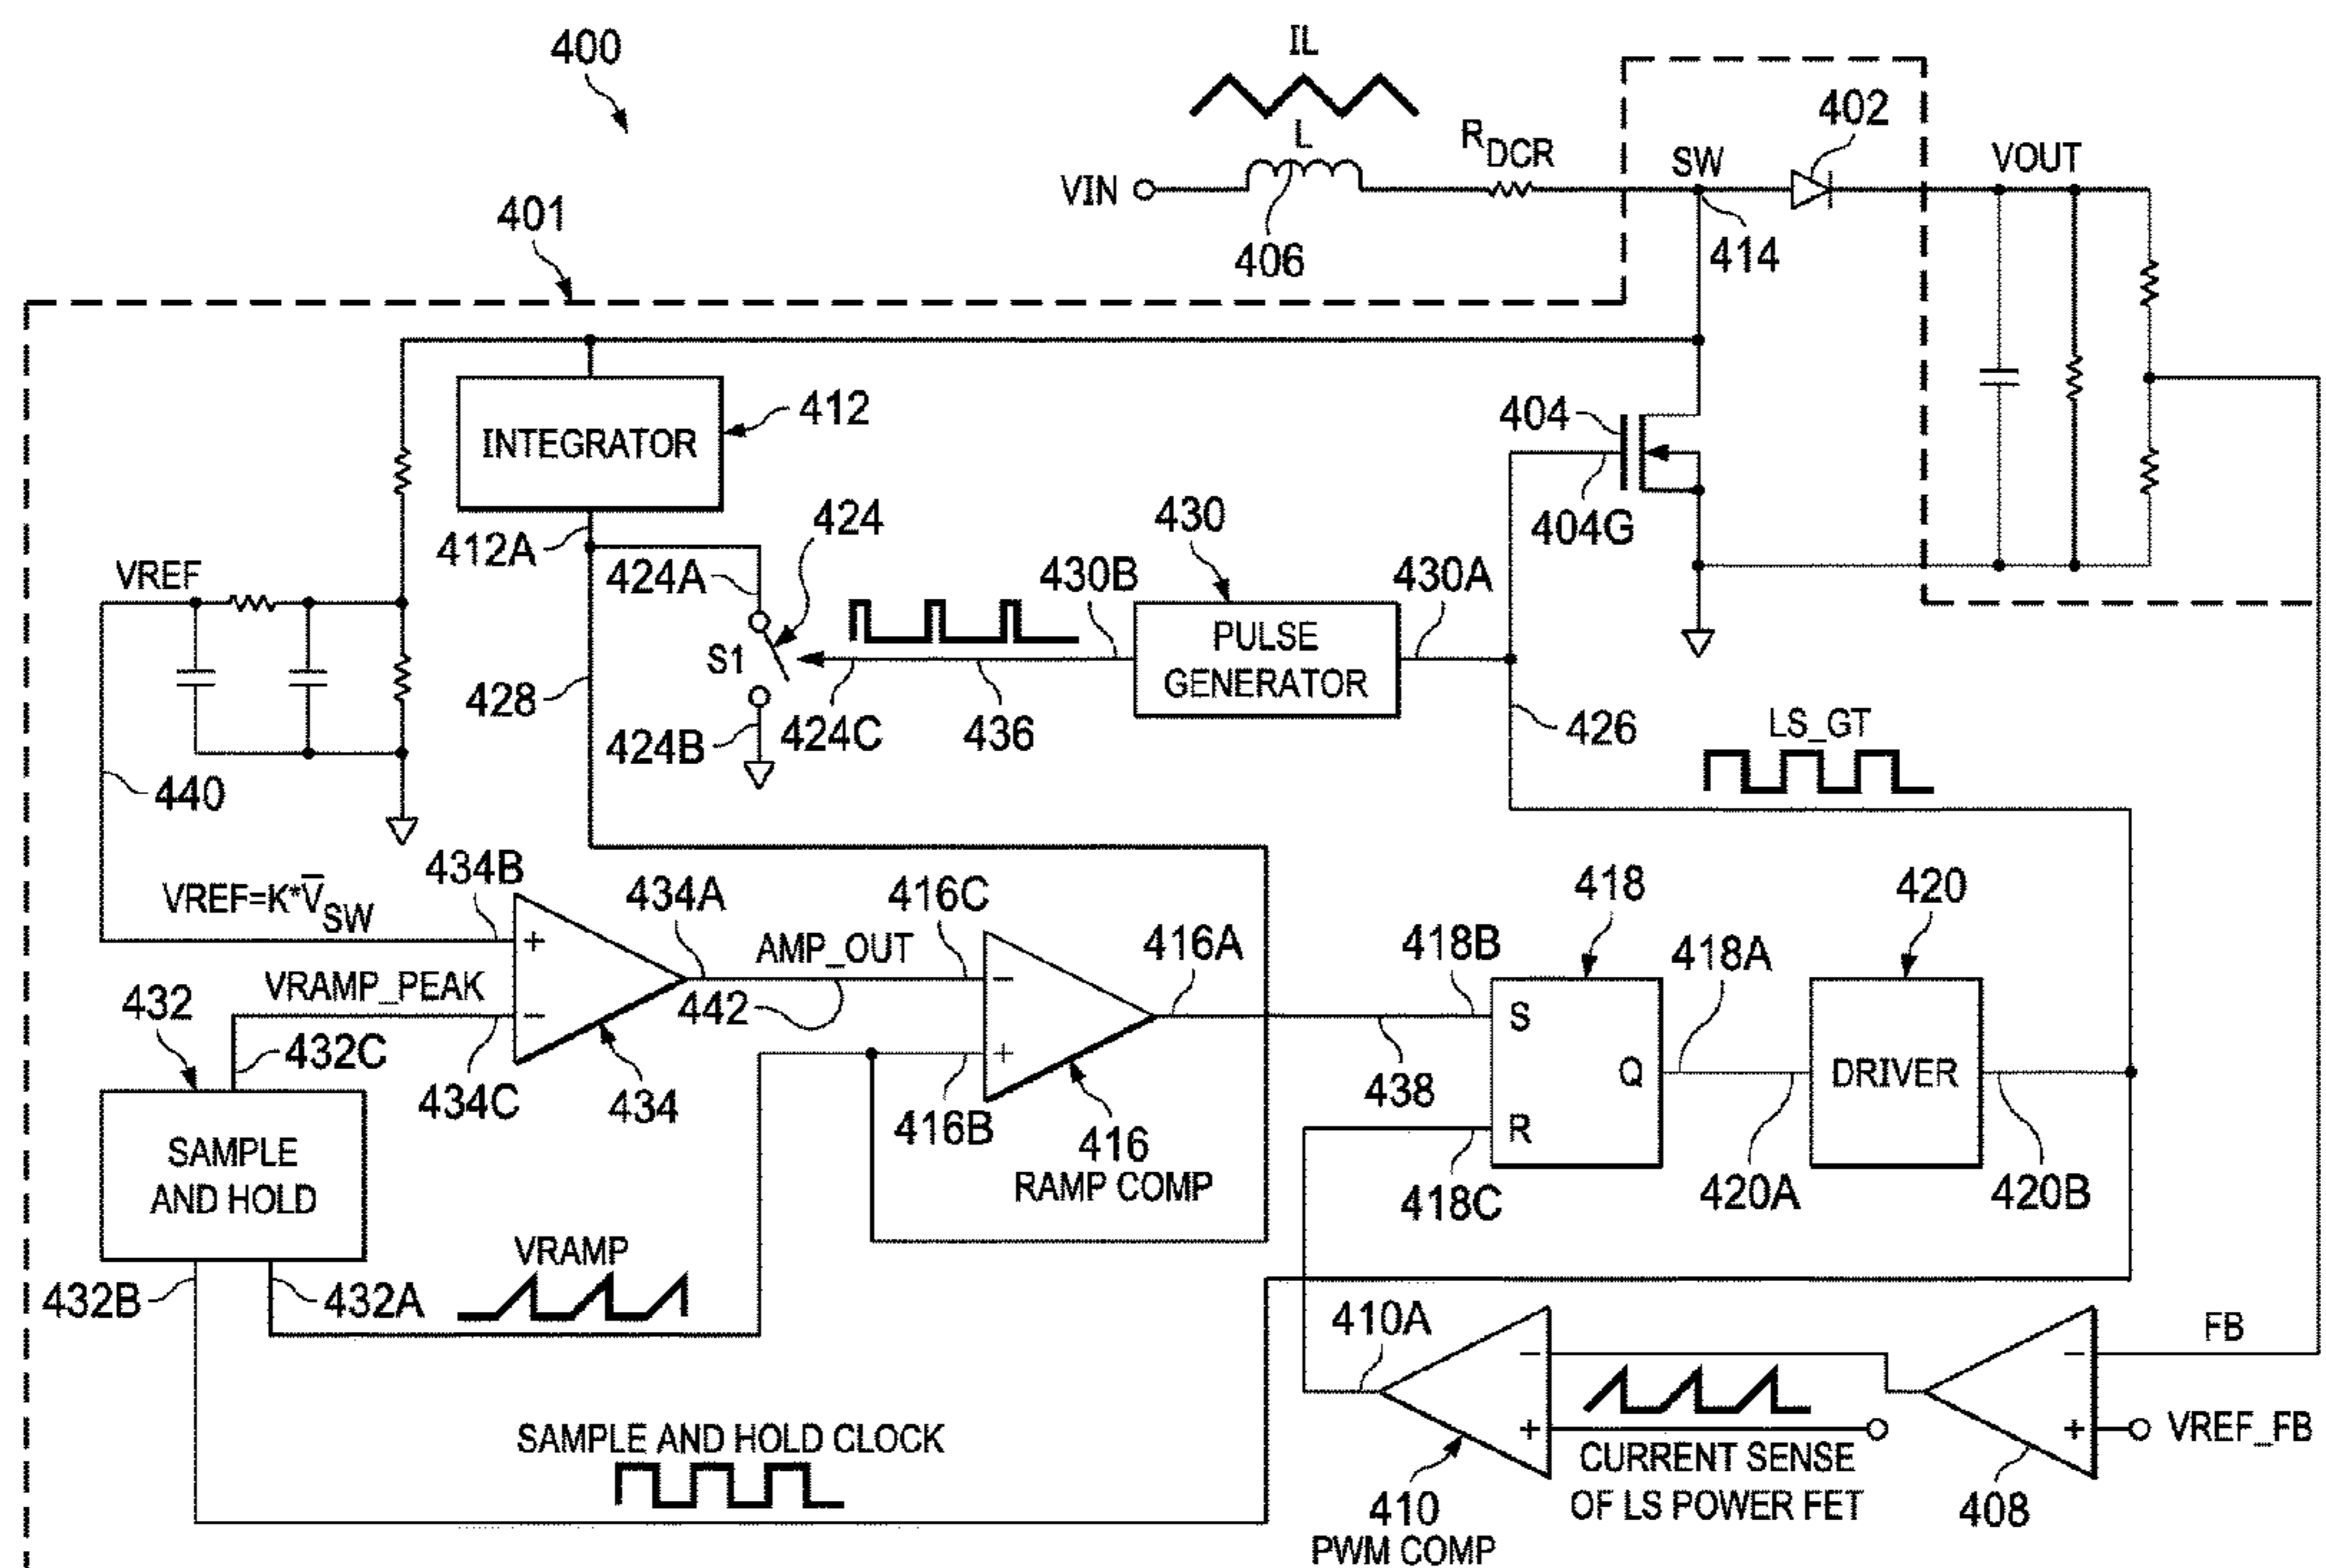 400
IL
L
R DCR
402
SW
VOUT
VIN
401
406
414
INTEGRATOR
412
404
404G
412A
424
430
VREF
424A
430B
430A
S1
PULSE
GENERATOR
428
424B
424C
436
426
LS_GT
440
434B
VREF=K*V̅SW
434A
416C
AMP_OUT
416A
418B
418
418A
420
VRAMP_PEAK
432
432C
434C
434
442
416B
416
RAMP COMP
438
S
Q
R
418C
DRIVER
420A
420B
+
−
−
+
SAMPLE
AND HOLD
432B
432A
VRAMP
410A
FB
−
+
−
+
VREF_FB
SAMPLE AND HOLD CLOCK
CURRENT SENSE
OF LS POWER FET
410
PWM COMP
408